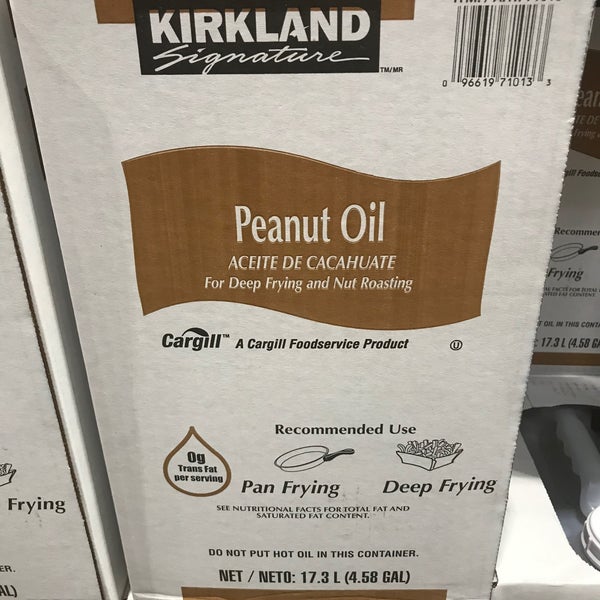 KIRKLAND
Signature
TM/MR
0 96619 71013 3
Peanut Oil
ACEITE DE CACAHUATE
For Deep Frying and Nut Roasting
Cargill™ A Cargill Foodservice Product
U
Recommended Use
0g
Trans Fat
per serving
Pan Frying
Deep Frying
SEE NUTRITIONAL FACTS FOR TOTAL FAT AND
SATURATED FAT CONTENT.
DO NOT PUT HOT OIL IN THIS CONTAINER.
NET / NETO: 17.3 L (4.58 GAL)
Frying
ER.
AL)
Frying
17.3 L (4.58 GA